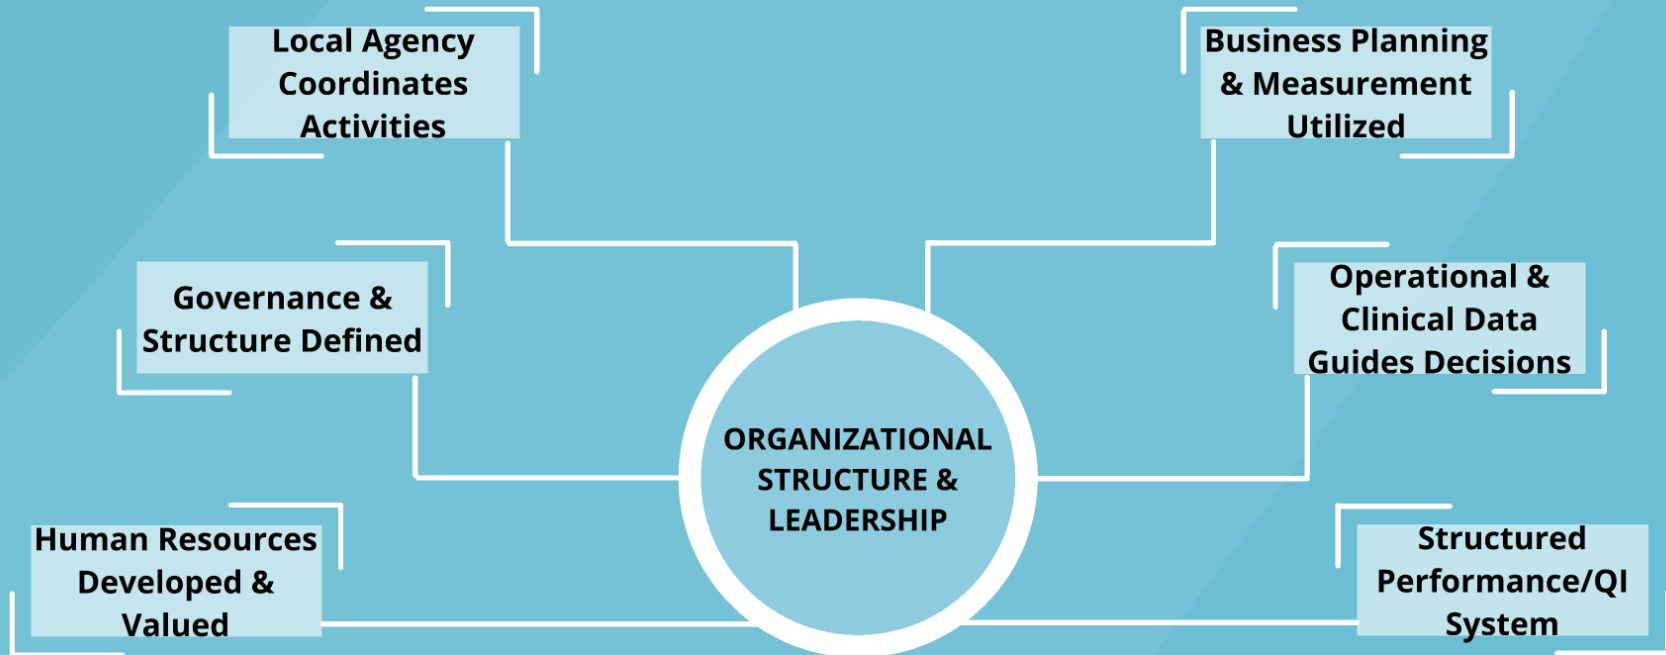 Local Agency
Coordinates
Activities
Business Planning
& Measurement
Utilized
Governance &
Structure Defined
Operational &
Clinical Data
Guides Decisions
ORGANIZATIONAL
STRUCTURE &
LEADERSHIP
Human Resources
Developed &
Valued
Structured
Performance/QI
System